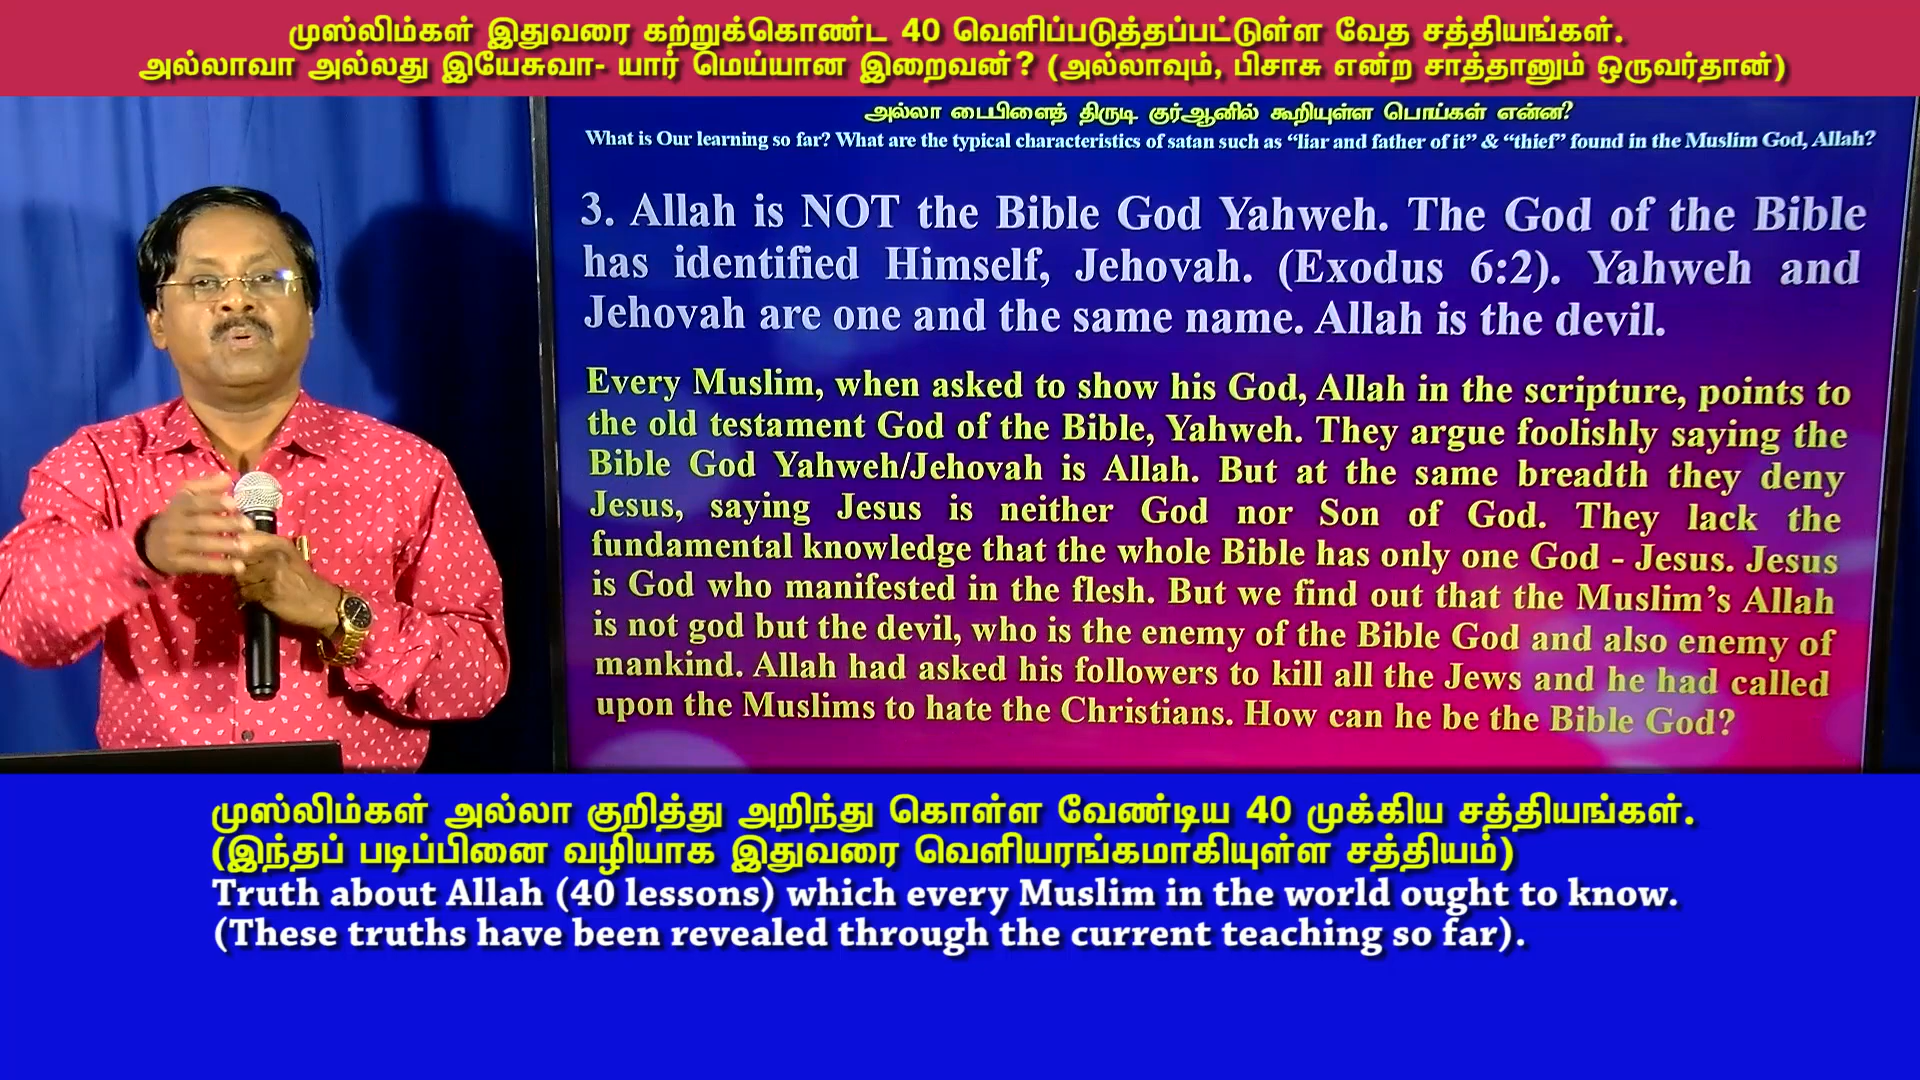 முஸ்லிம்கள் இதுவரை கற்றுக்கொண்ட 40 வெளிப்படுத்தப்பட்டுள்ள வேத சத்தியங்கள்.
அல்லாவா அல்லது இயேசுவா- யார் மெய்யான இறைவன்? (அல்லாவும், பிசாசு என்ற சாத்தானும் ஒருவர்தான்)
அல்லா பைபிளைத் திருடி குர்ஆனில் கூறியுள்ள பொய்கள் என்ன?
What is Our learning so far? What are the typical characteristics of satan such as “liar and father of it” & “thief” found in the Muslim God, Allah?
3. Allah is NOT the Bible God Yahweh. The God of the Bible
has identified Himself, Jehovah. (Exodus 6:2). Yahweh and
Jehovah are one and the same name. Allah is the devil.
Every Muslim, when asked to show his God, Allah in the scripture, points to
the old testament God of the Bible, Yahweh. They argue foolishly saying the
Bible God Yahweh/Jehovah is Allah. But at the same breadth they deny
Jesus, saying Jesus is neither God nor Son of God. They lack the
fundamental knowledge that the whole Bible has only one God - Jesus. Jesus
is God who manifested in the flesh. But we find out that the Muslim’s Allah
is not god but the devil, who is the enemy of the Bible God and also enemy of
mankind. Allah had asked his followers to kill all the Jews and he had called
upon the Muslims to hate the Christians. How can he be the Bible God?
முஸ்லிம்கள் அல்லா குறித்து அறிந்து கொள்ள வேண்டிய 40 முக்கிய சத்தியங்கள்.
(இந்தப் படிப்பினை வழியாக இதுவரை வெளியரங்கமாகியுள்ள சத்தியம்)
Truth about Allah (40 lessons) which every Muslim in the world ought to know.
(These truths have been revealed through the current teaching so far).